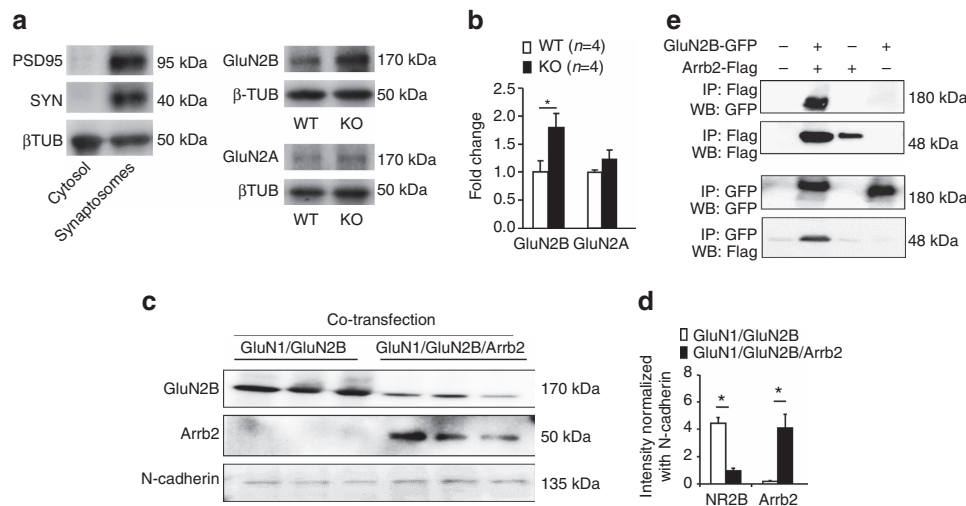 a
PSD95
95 kDa
SYN
40 kDa
βTUB
50 kDa
Cytosol
Synaptosomes
GluN2B
170 kDa
β-TUB
50 kDa
WT KO
GluN2A
170 kDa
βTUB
50 kDa
WT KO
b
WT (n=4)
KO (n=4)
Fold change
2.5
2.0
1.5
1.0
0.5
0.0
*
GluN2B GluN2A
e
GluN2B-GFP – + – +
Arrb2-Flag – + + –
IP: Flag
WB: GFP
180 kDa
IP: Flag
WB: Flag
48 kDa
IP: GFP
WB: GFP
180 kDa
IP: GFP
WB: Flag
48 kDa
c
Co-transfection
GluN1/GluN2B GluN1/GluN2B/Arrb2
GluN2B
170 kDa
Arrb2
50 kDa
N-cadherin
135 kDa
d
GluN1/GluN2B
GluN1/GluN2B/Arrb2
Intensity normalized
with N-cadherin
8
6
4
2
0
* *
NR2B Arrb2